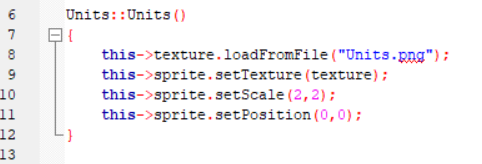 6 Units::Units()
7 {
8 this->texture.loadFromFile("Units.png");
9 this->sprite.setTexture(texture);
10 this->sprite.setScale(2,2);
11 this->sprite.setPosition(0,0);
12 }
13